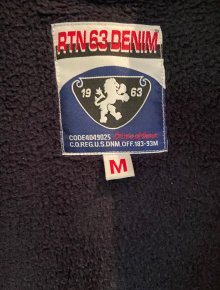 RTN 63 DENIM
19 63
CODE4049025
C.O.REG.U.S.DNM.OFF.183-93M
M